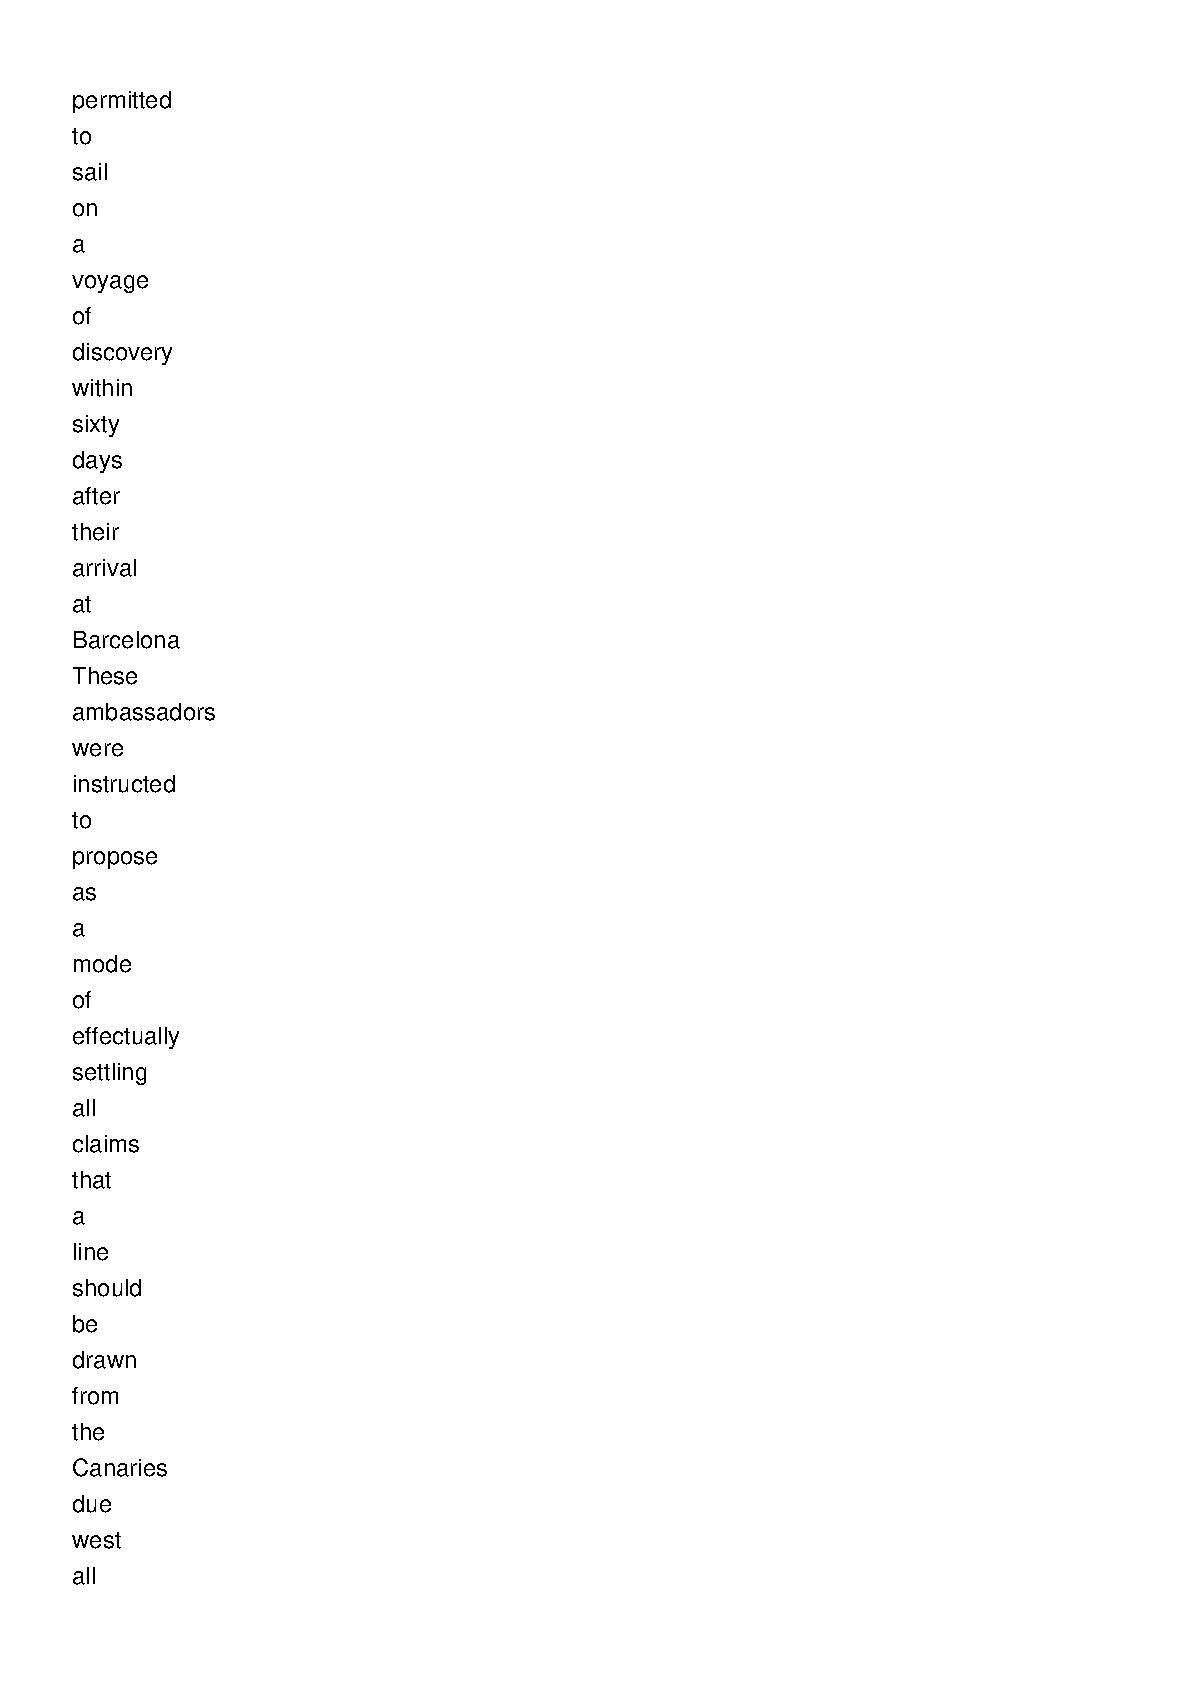 permitted
to
sail
on
a
voyage
of
discovery
within
sixty
days
after
their
arrival
at
Barcelona
These
ambassadors
were
instructed
to
propose
as
a
mode
of
effectually
settling
all
claims
that
a
line
should
be
drawn
from
the
Canaries
due
west
all